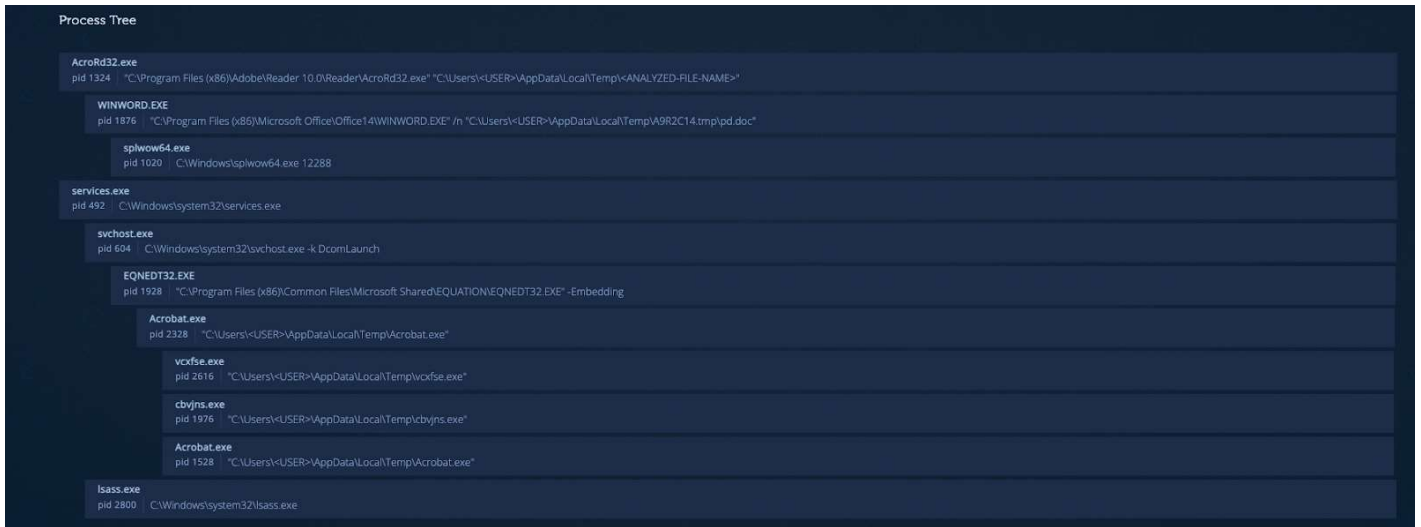 Process Tree
AcroRd32.exe
pid 1324 "C:\Program Files (x86)\Adobe\Reader 10.0\Reader\AcroRd32.exe" "C:\Users\<USER>\AppData\Local\Temp\<ANALYZED-FILE-NAME>"
WINWORD.EXE
pid 1876 "C:\Program Files (x86)\Microsoft Office\Office14\WINWORD.EXE" /n "C:\Users\<USER>\AppData\Local\Temp\A9R2C14.tmp\pd.doc"
splwow64.exe
pid 1020 C:\Windows\splwow64.exe 12288
services.exe
pid 492 C:\Windows\system32\services.exe
svchost.exe
pid 604 C:\Windows\system32\svchost.exe -k DcomLaunch
EQNEDT32.EXE
pid 1928 "C:\Program Files (x86)\Common Files\Microsoft Shared\EQUATION\EQNEDT32.EXE" -Embedding
Acrobat.exe
pid 2328 "C:\Users\<USER>\AppData\Local\Temp\Acrobat.exe"
vcxfse.exe
pid 2616 "C:\Users\<USER>\AppData\Local\Temp\vcxfse.exe"
cbvjns.exe
pid 1976 "C:\Users\<USER>\AppData\Local\Temp\cbvjns.exe"
Acrobat.exe
pid 1528 "C:\Users\<USER>\AppData\Local\Temp\Acrobat.exe"
lsass.exe
pid 2800 C:\Windows\system32\lsass.exe